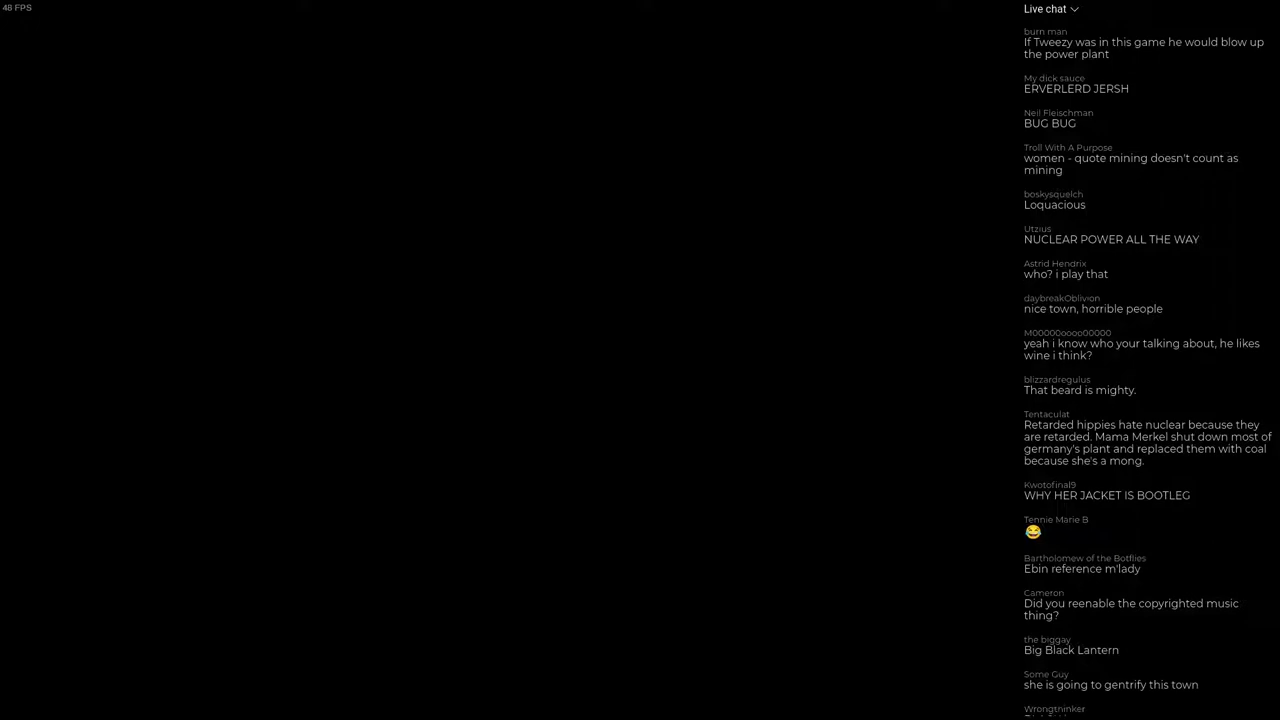 48 FPS
Live chat
burn man
If Tweezy was in this game he would blow up
the power plant
My dick sauce
ERVERLERD JERSH
Neil Fleischman
BUG BUG
Troll With A Purpose
women - quote mining doesn't count as
mining
boskysquelch
Loquacious
Utzius
NUCLEAR POWER ALL THE WAY
Astrid Hendrix
who? i play that
daybreakOblivion
nice town, horrible people
M00000oooo00000
yeah i know who your talking about, he likes
wine i think?
blizzardregulus
That beard is mighty.
Tentaculat
Retarded hippies hate nuclear because they
are retarded. Mama Merkel shut down most of
germany's plant and replaced them with coal
because she's a mong.
Kwotofinal9
WHY HER JACKET IS BOOTLEG
Tennie Marie B
😂
Bartholomew of the Botflies
Ebin reference m'lady
Cameron
Did you reenable the copyrighted music
thing?
the biggay
Big Black Lantern
Some Guy
she is going to gentrify this town
Wrongthinker